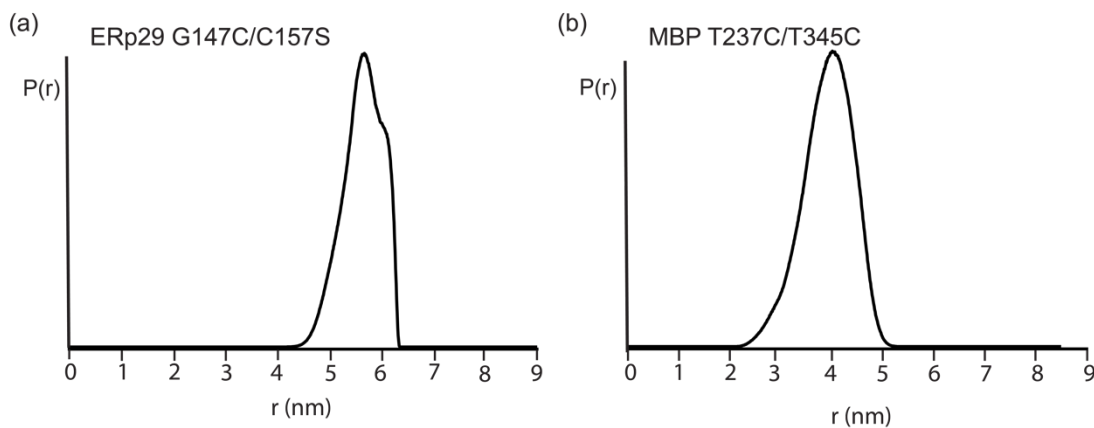 (a) ERp29 G147C/C157S
P(r)
0 1 2 3 4 5 6 7 8 9
r (nm)
(b) MBP T237C/T345C
P(r)
0 1 2 3 4 5 6 7 8 9
r (nm)